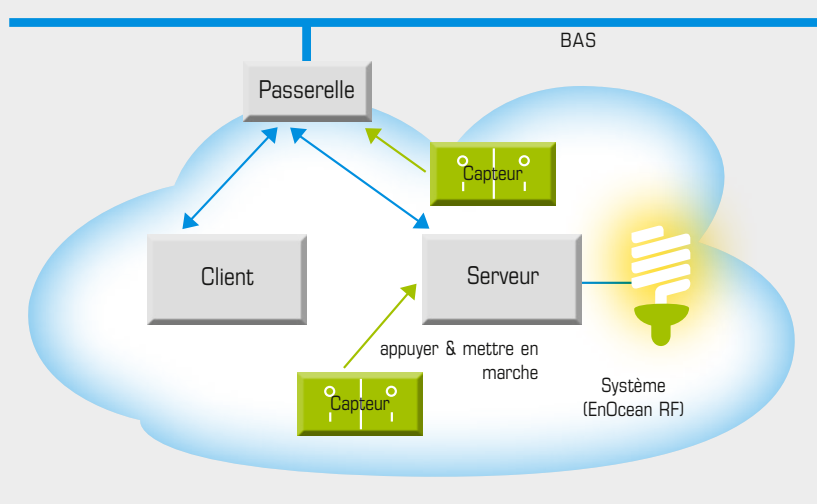 BAS
Passerelle
Capteur
Client
Serveur
appuyer & mettre en
marche
Capteur
Système
(EnOcean RF)